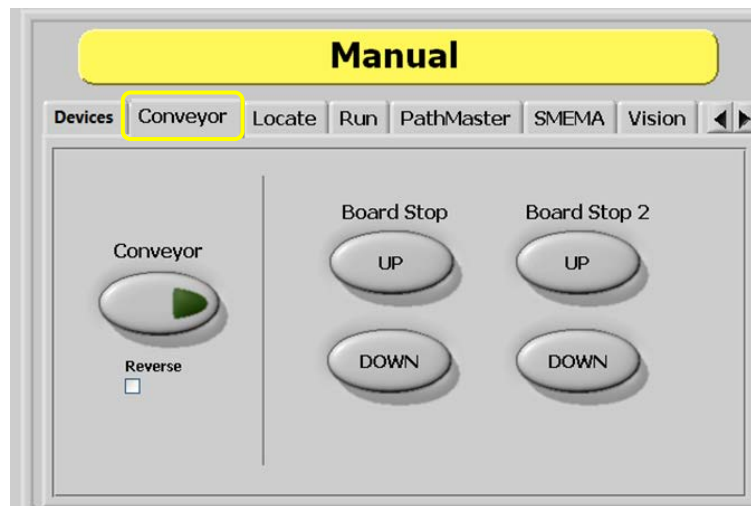 Manual
Devices Conveyor Locate Run PathMaster SMEMA Vision
Board Stop Board Stop 2
Conveyor
UP UP
Reverse
DOWN DOWN